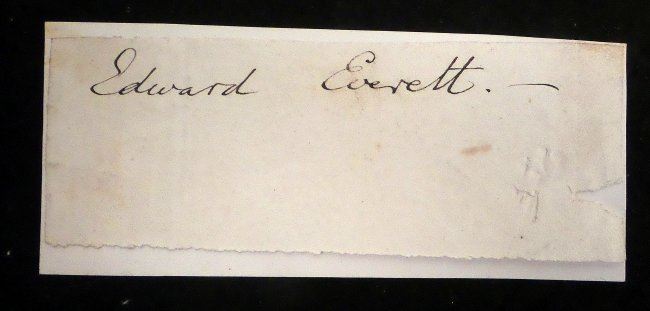 Edward Everett. —